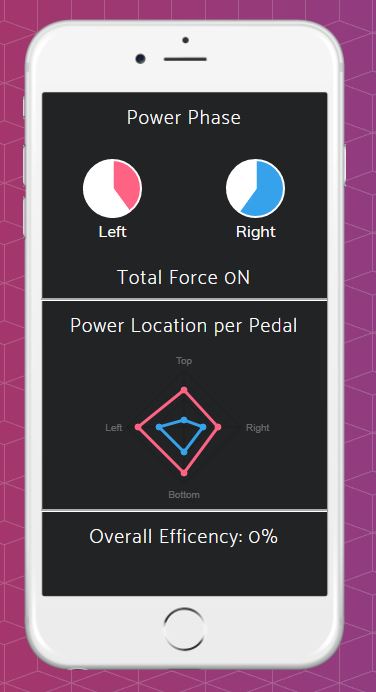 Power Phase
Left
Right
Total Force 0N
Power Location per Pedal
Top
Left
Right
Bottom
Overall Efficency: 0%